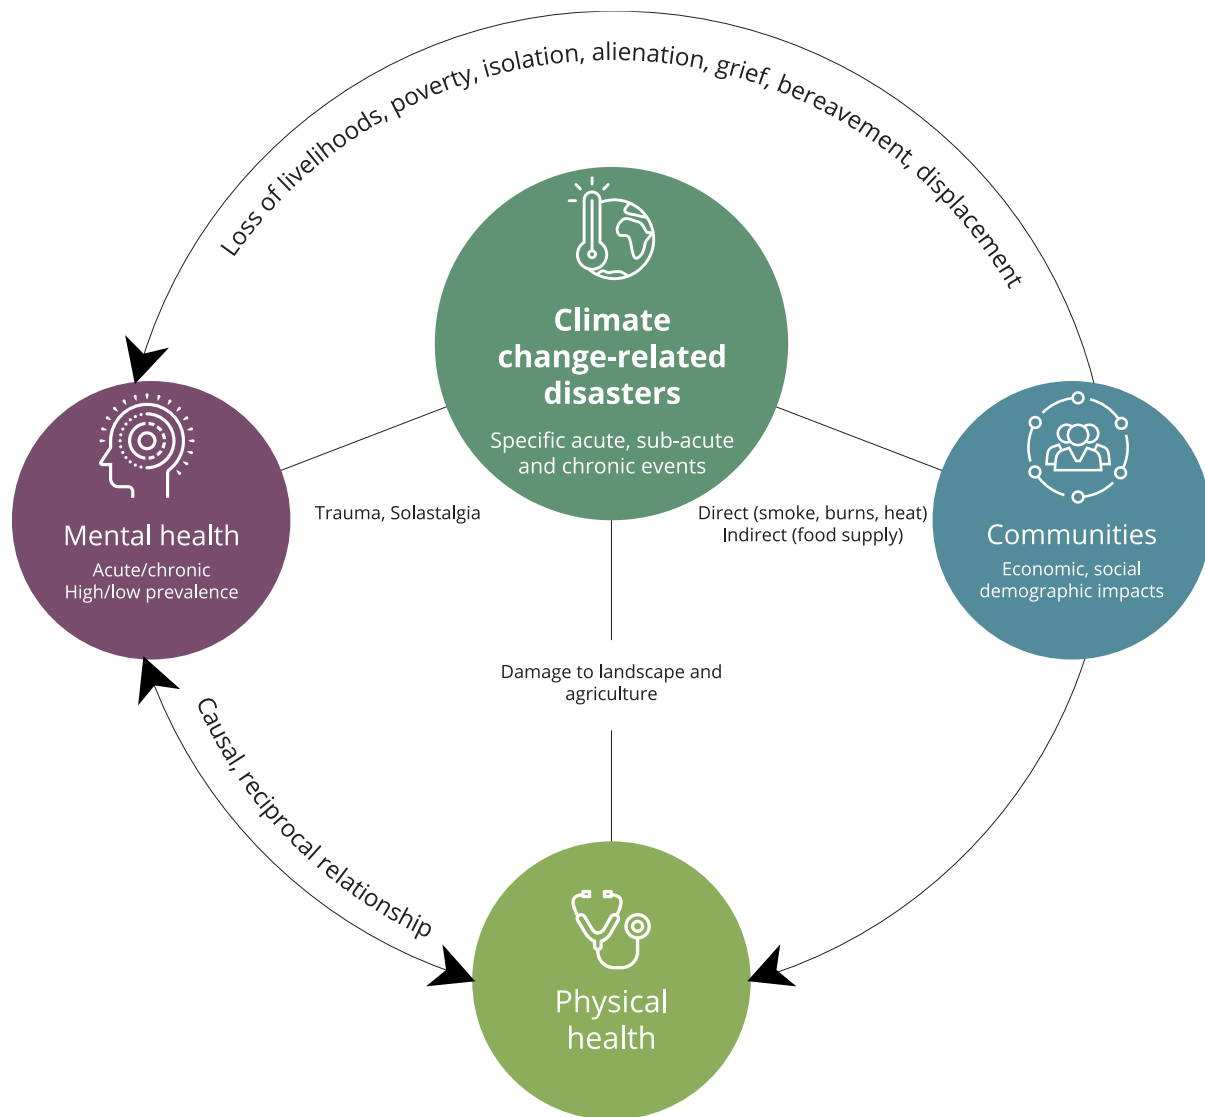 Loss of livelihoods, poverty, isolation, alienation, grief, bereavement, displacement
Climate
change-related
disasters
Specific acute, sub-acute
and chronic events
Mental health
Acute/chronic
High/low prevalence
Trauma, Solastalgia
Direct (smoke, burns, heat)
Indirect (food supply)
Communities
Economic, social
demographic impacts
Damage to landscape and
agriculture
Causal, reciprocal relationship
Physical
health